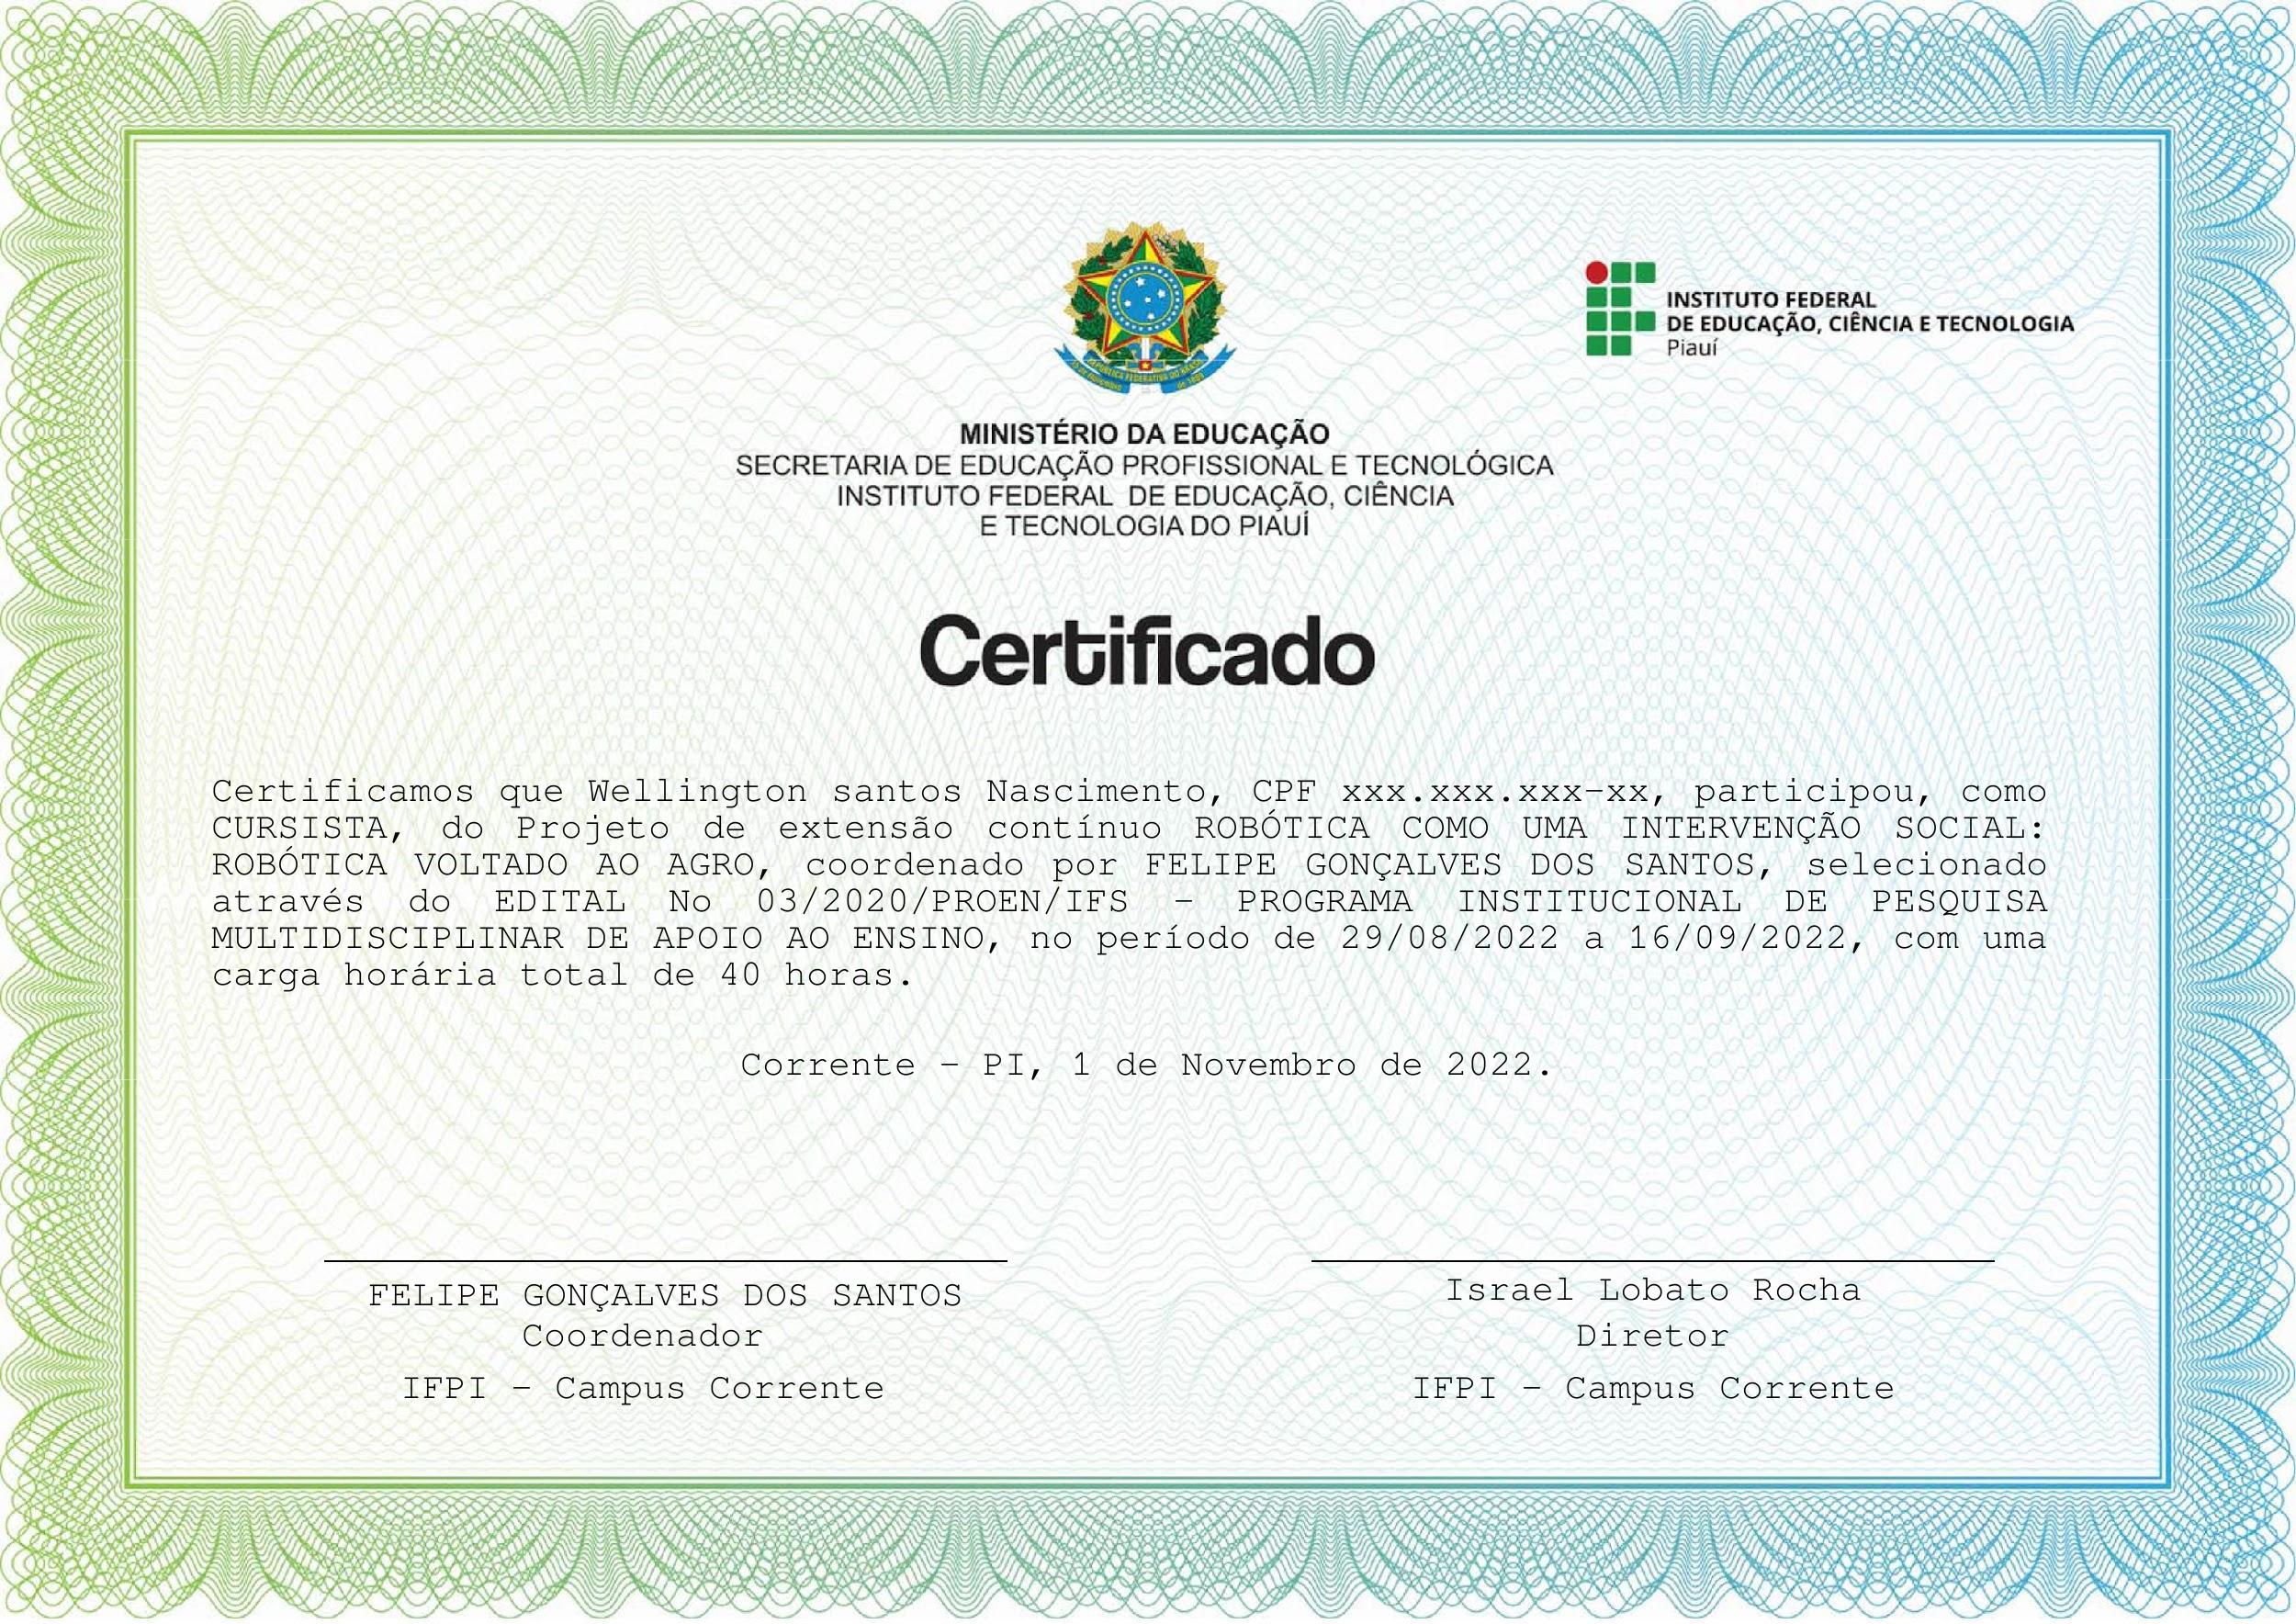 INSTITUTO FEDERAL
DE EDUCAÇÃO, CIÊNCIA E TECNOLOGIA
Piauí
REPÚBLICA FEDERATIVA DO BRASIL
MINISTÉRIO DA EDUCAÇÃO
SECRETARIA DE EDUCAÇÃO PROFISSIONAL E TECNOLÓGICA
INSTITUTO FEDERAL DE EDUCAÇÃO, CIÊNCIA
E TECNOLOGIA DO PIAUÍ
Certificado
Certificamos que Wellington santos Nascimento, CPF xxx.xxx.xxx-xx, participou, como
CURSISTA, do Projeto de extensão contínuo ROBÓTICA COMO UMA INTERVENÇÃO SOCIAL:
ROBÓTICA VOLTADO AO AGRO, coordenado por FELIPE GONÇALVES DOS SANTOS, selecionado
através do EDITAL No 03/2020/PROEN/IFS - PROGRAMA INSTITUCIONAL DE PESQUISA
MULTIDISCIPLINAR DE APOIO AO ENSINO, no período de 29/08/2022 a 16/09/2022, com uma
carga horária total de 40 horas.
Corrente - PI, 1 de Novembro de 2022.
FELIPE GONÇALVES DOS SANTOS
Coordenador
IFPI - Campus Corrente
Israel Lobato Rocha
Diretor
IFPI - Campus Corrente